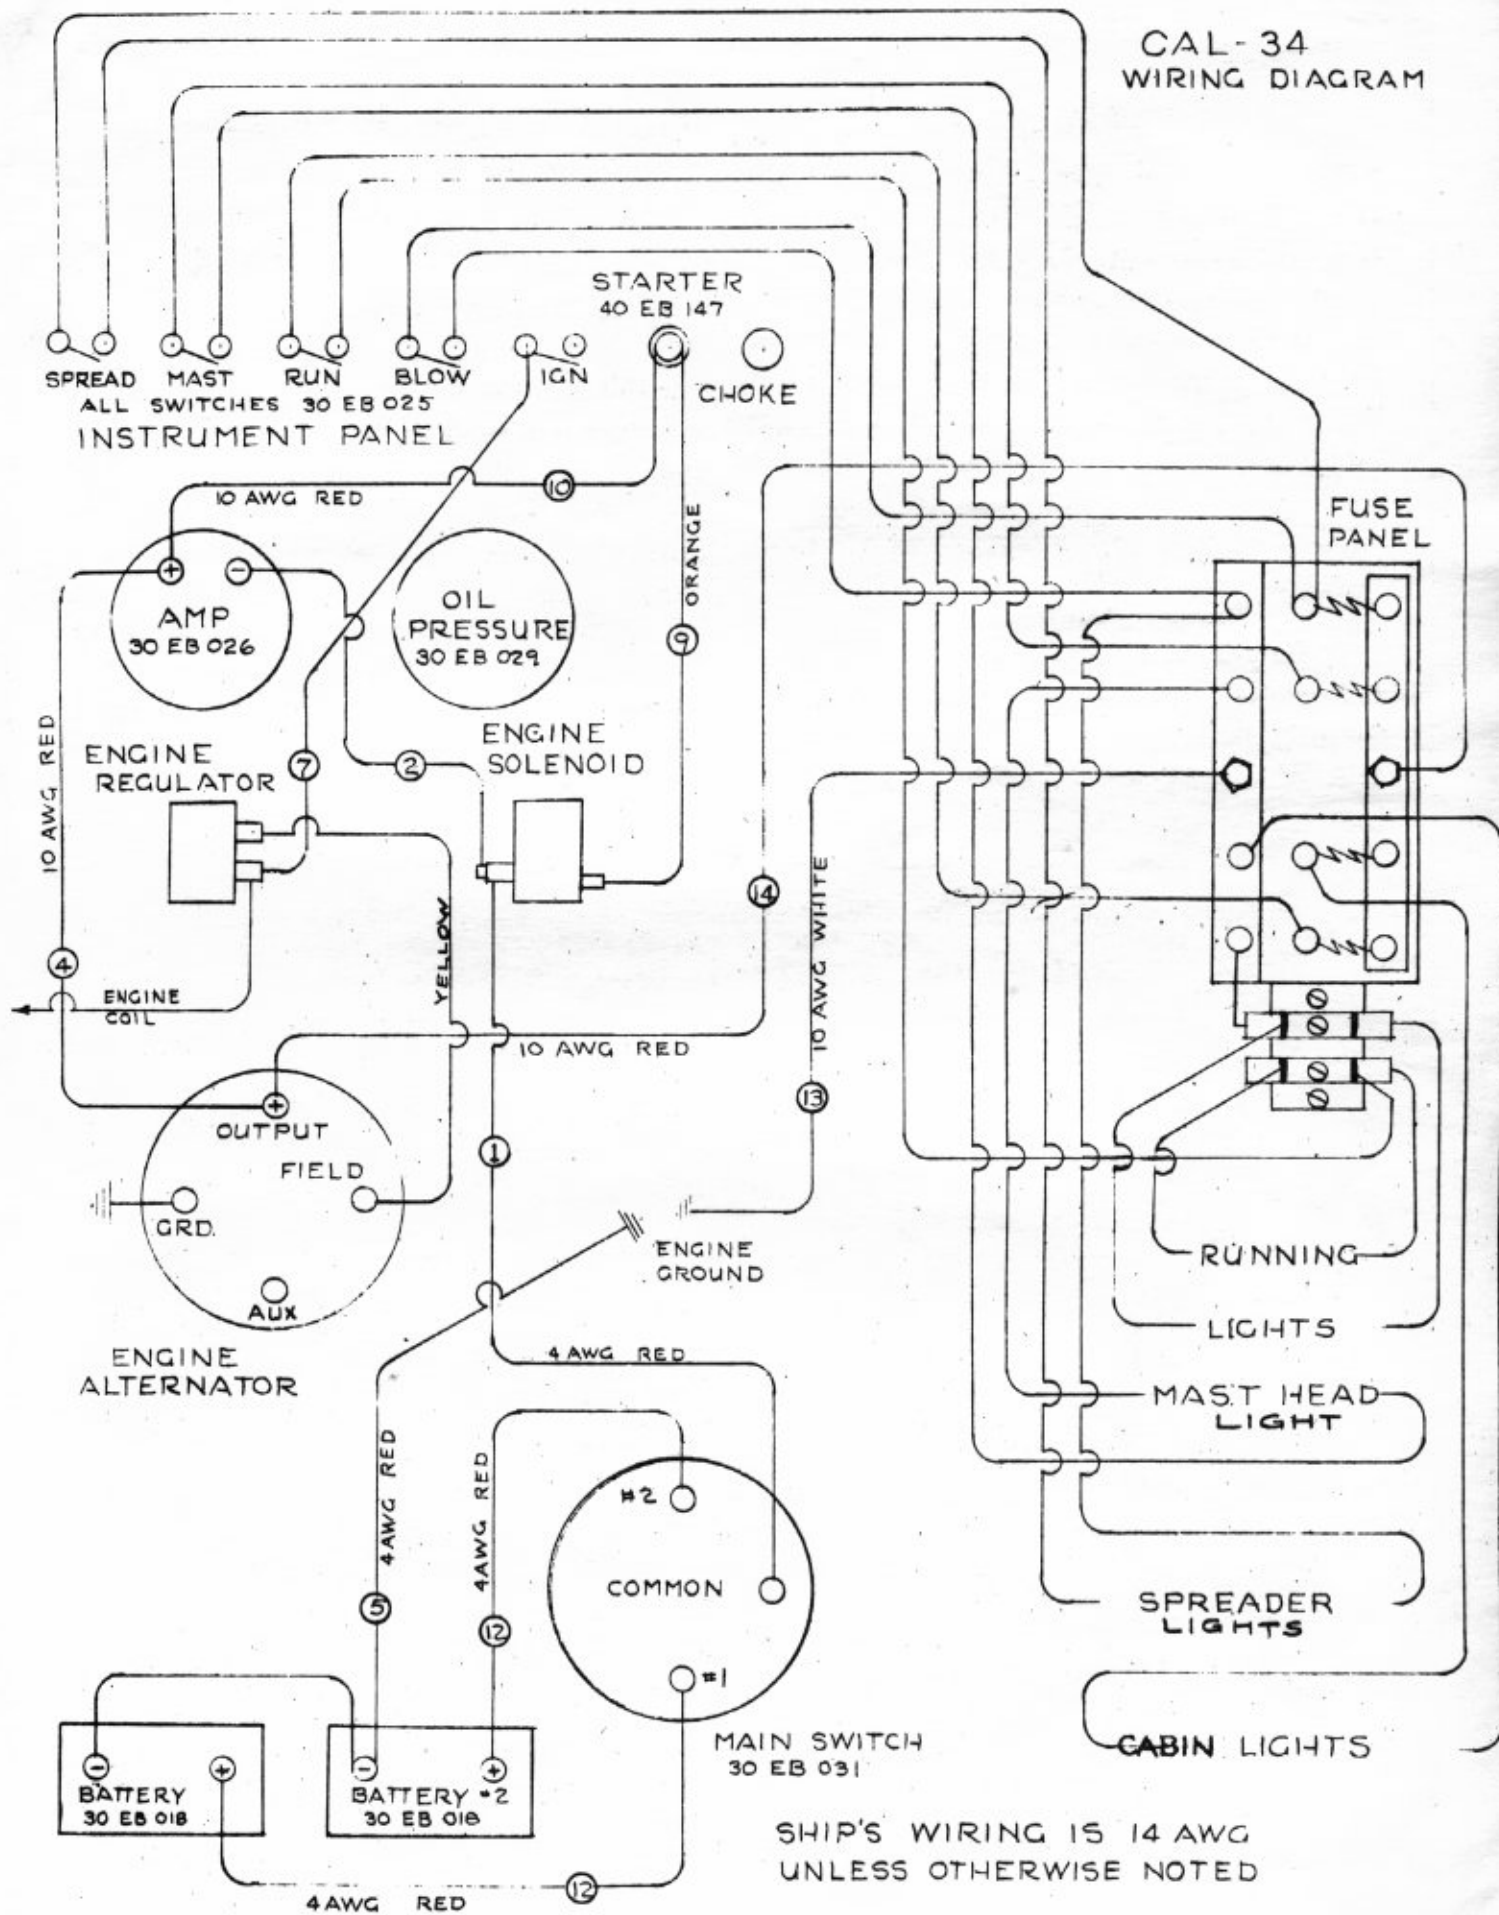 CAL-34
WIRING DIAGRAM
STARTER
40 EB 147
SPREAD
MAST
RUN
BLOW
IGN
CHOKE
ALL SWITCHES 30 EB 025
INSTRUMENT PANEL
10 AWG RED
10
FUSE
PANEL
ORANGE
+
-
AMP
30 EB 026
OIL
PRESSURE
30 EB 029
9
10 AWG RED
ENGINE
REGULATOR
7
2
ENGINE
SOLENOID
14
10 AWG WHITE
YELLOW
4
ENGINE
COIL
10 AWG RED
+
OUTPUT
FIELD
GRD.
AUX
13
1
ENGINE
GROUND
RUNNING
LIGHTS
ENGINE
ALTERNATOR
4 AWG RED
MAST HEAD
LIGHT
4 AWG RED
4 AWG RED
#2
COMMON
#1
5
12
SPREADER
LIGHTS
MAIN SWITCH
30 EB 031
CABIN LIGHTS
-
+
BATTERY
30 EB 018
-
+
BATTERY #2
30 EB 018
SHIP'S WIRING IS 14 AWG
UNLESS OTHERWISE NOTED
12
4 AWG RED